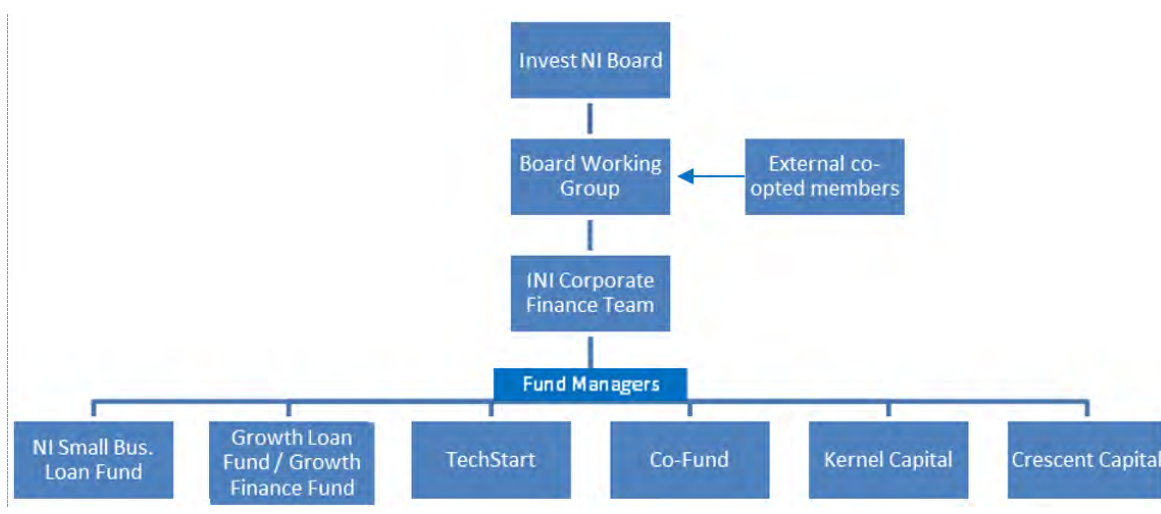 Invest NI Board
Board Working
Group
External co-
opted members
INI Corporate
Finance Team
Fund Managers
NI Small Bus.
Loan Fund
Growth Loan
Fund / Growth
Finance Fund
TechStart
Co-Fund
Kernel Capital
Crescent Capital